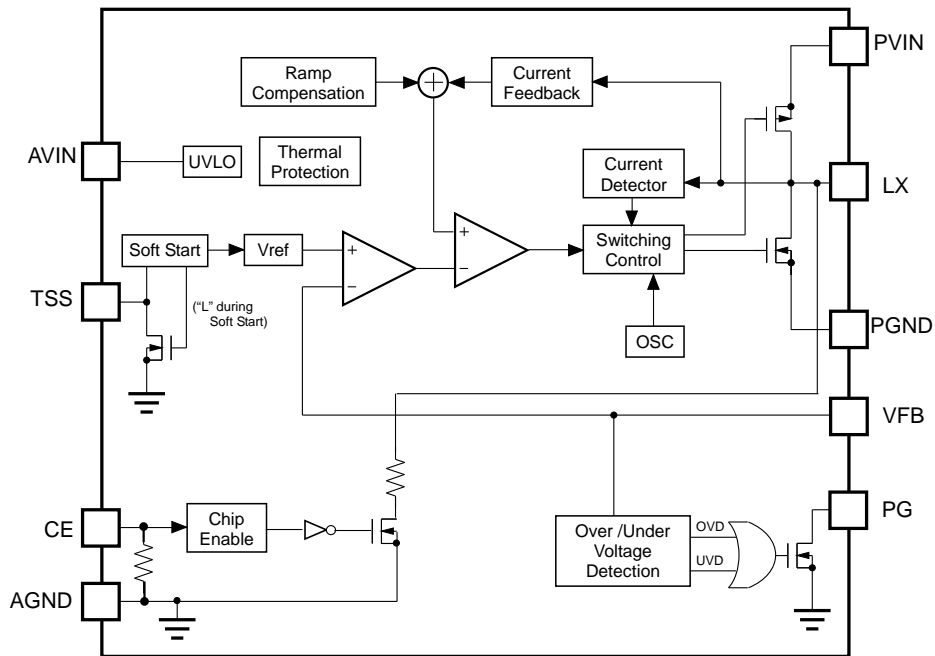 PVIN
Ramp
Compensation
+
Current
Feedback
AVIN
UVLO
Thermal
Protection
Current
Detector
LX
Soft Start
Vref
+
−
+
−
Switching
Control
TSS
("L" during
Soft Start)
OSC
PGND
VFB
CE
Chip
Enable
Over /Under
Voltage
Detection
OVD
UVD
PG
AGND